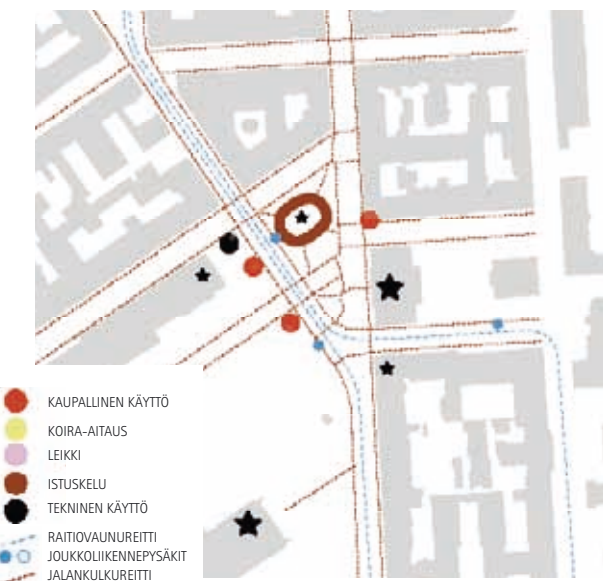 KAUPALLINEN KÄYTTÖ
KOIRA-AITAUS
LEIKKI
ISTUSKELU
TEKNINEN KÄYTTÖ
RAITIOVAUNUREITTI
JOUKKOLIIKENNEPYSÄKIT
JALANKULKUREITTI